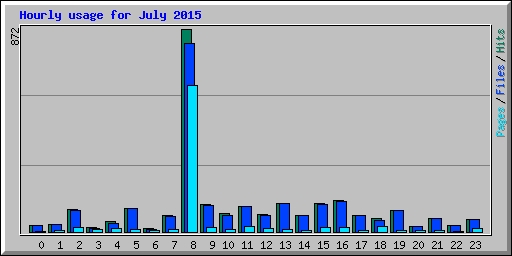 Hourly usage for July 2015
872
Pages/Files/Hits
0 1 2 3 4 5 6 7 8 9 10 11 12 13 14 15 16 17 18 19 20 21 22 23